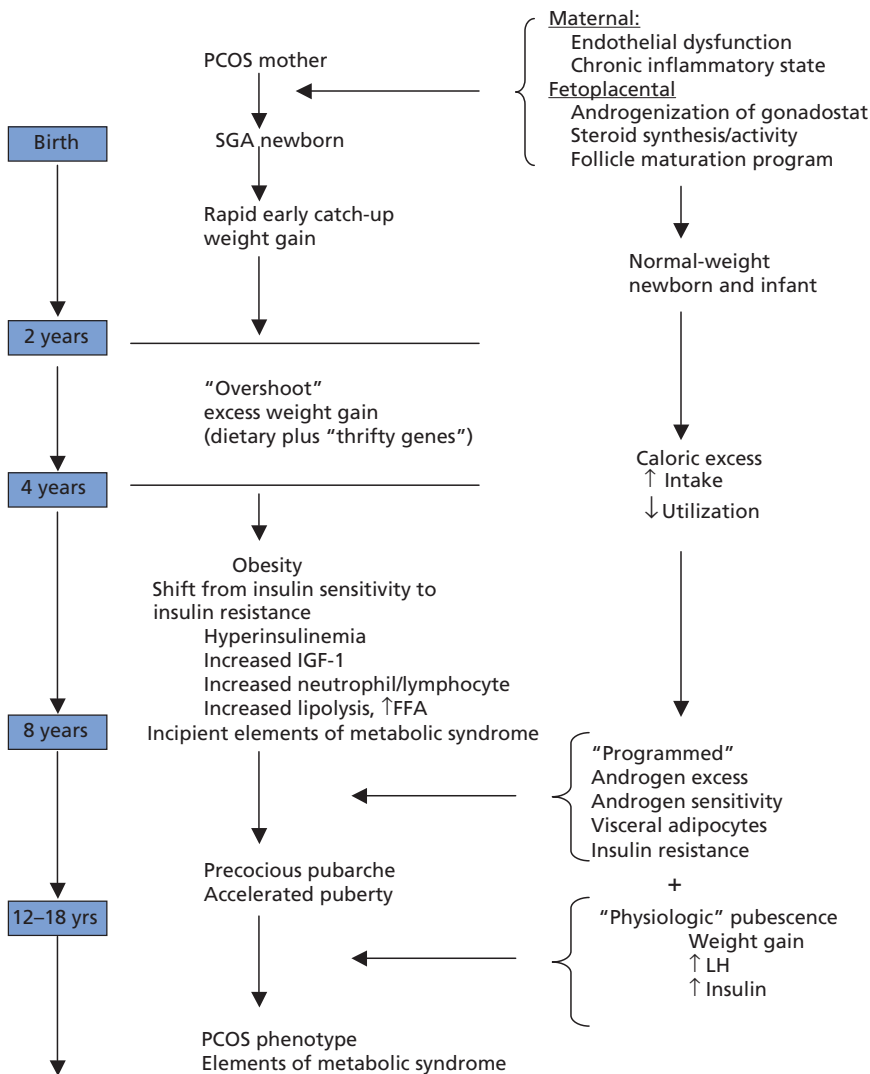 Maternal:
Endothelial dysfunction
Chronic inflammatory state
Fetoplacental
Androgenization of gonadostat
Steroid synthesis/activity
Follicle maturation program
PCOS mother
Birth
SGA newborn
Rapid early catch-up
weight gain
Normal-weight
newborn and infant
2 years
"Overshoot"
excess weight gain
(dietary plus "thrifty genes")
Caloric excess
↑ Intake
↓ Utilization
4 years
Obesity
Shift from insulin sensitivity to
insulin resistance
Hyperinsulinemia
Increased IGF-1
Increased neutrophil/lymphocyte
Increased lipolysis, ↑FFA
Incipient elements of metabolic syndrome
8 years
"Programmed"
Androgen excess
Androgen sensitivity
Visceral adipocytes
Insulin resistance
+
Precocious pubarche
Accelerated puberty
12–18 yrs
"Physiologic" pubescence
Weight gain
↑ LH
↑ Insulin
PCOS phenotype
Elements of metabolic syndrome